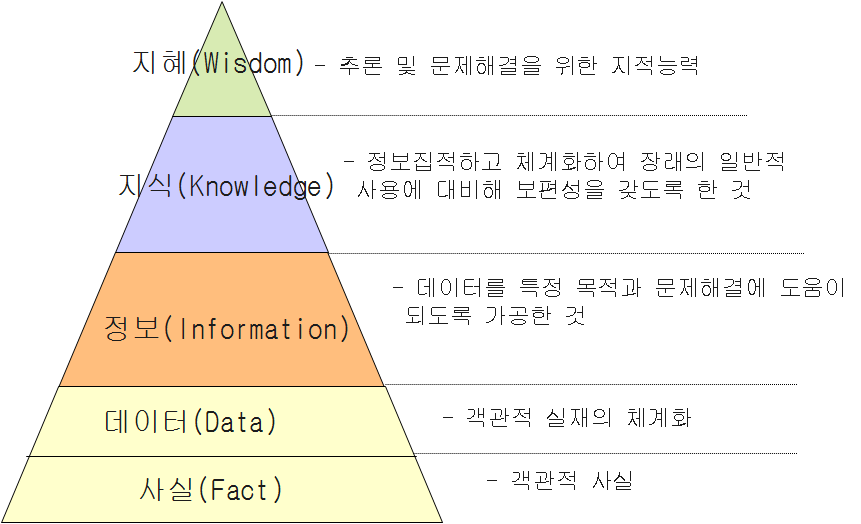 지혜(Wisdom) - 추론 및 문제해결을 위한 지적능력
지식(Knowledge) - 정보집적하고 체계화하여 장래의 일반적
사용에 대비해 보편성을 갖도록 한 것
정보(Information) - 데이터를 특정 목적과 문제해결에 도움이
되도록 가공한 것
데이터(Data) - 객관적 실재의 체계화
사실(Fact) - 객관적 사실